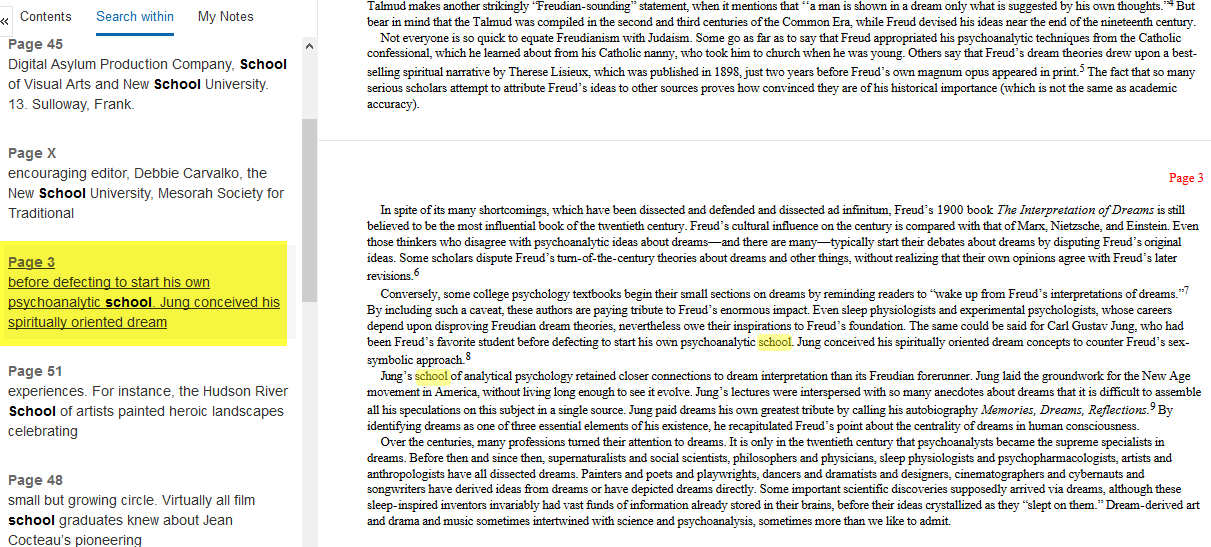 «
Contents
Search within
My Notes
Page 45
Digital Asylum Production Company, School
of Visual Arts and New School University.
13. Sulloway, Frank.
Page X
encouraging editor, Debbie Carvalko, the
New School University, Mesorah Society for
Traditional
Page 3
before defecting to start his own
psychoanalytic school. Jung conceived his
spiritually oriented dream
Page 51
experiences. For instance, the Hudson River
School of artists painted heroic landscapes
celebrating
Page 48
small but growing circle. Virtually all film
school graduates knew about Jean
Cocteau's pioneering
Talmud makes another strikingly “Freudian-sounding” statement, when it mentions that ‘‘a man is shown in a dream only what is suggested by his own thoughts.”4 But
bear in mind that the Talmud was compiled in the second and third centuries of the Common Era, while Freud devised his ideas near the end of the nineteenth century.
Not everyone is so quick to equate Freudianism with Judaism. Some go as far as to say that Freud appropriated his psychoanalytic techniques from the Catholic
confessional, which he learned about from his Catholic nanny, who took him to church when he was young. Others say that Freud’s dream theories drew upon a best-
selling spiritual narrative by Therese Lisieux, which was published in 1898, just two years before Freud’s own magnum opus appeared in print.5 The fact that so many
serious scholars attempt to attribute Freud’s ideas to other sources proves how convinced they are of his historical importance (which is not the same as academic
accuracy).
Page 3
In spite of its many shortcomings, which have been dissected and defended and dissected ad infinitum, Freud’s 1900 book The Interpretation of Dreams is still
believed to be the most influential book of the twentieth century. Freud’s cultural influence on the century is compared with that of Marx, Nietzsche, and Einstein. Even
those thinkers who disagree with psychoanalytic ideas about dreams—and there are many—typically start their debates about dreams by disputing Freud’s original
ideas. Some scholars dispute Freud’s turn-of-the-century theories about dreams and other things, without realizing that their own opinions agree with Freud’s later
revisions.6
Conversely, some college psychology textbooks begin their small sections on dreams by reminding readers to “wake up from Freud’s interpretations of dreams.”7
By including such a caveat, these authors are paying tribute to Freud’s enormous impact. Even sleep physiologists and experimental psychologists, whose careers
depend upon disproving Freudian dream theories, nevertheless owe their inspirations to Freud’s foundation. The same could be said for Carl Gustav Jung, who had
been Freud’s favorite student before defecting to start his own psychoanalytic school. Jung conceived his spiritually oriented dream concepts to counter Freud’s sex-
symbolic approach.8
Jung’s school of analytical psychology retained closer connections to dream interpretation than its Freudian forerunner. Jung laid the groundwork for the New Age
movement in America, without living long enough to see it evolve. Jung’s lectures were interspersed with so many anecdotes about dreams that it is difficult to assemble
all his speculations on this subject in a single source. Jung paid dreams his own greatest tribute by calling his autobiography Memories, Dreams, Reflections.9 By
identifying dreams as one of three essential elements of his existence, he recapitulated Freud’s point about the centrality of dreams in human consciousness.
Over the centuries, many professions turned their attention to dreams. It is only in the twentieth century that psychoanalysts became the supreme specialists in
dreams. Before then and since then, supernaturalists and social scientists, philosophers and physicians, sleep physiologists and psychopharmacologists, artists and
anthropologists have all dissected dreams. Painters and poets and playwrights, dancers and dramatists and designers, cinematographers and cybernauts and
songwriters have derived ideas from dreams or have depicted dreams directly. Some important scientific discoveries supposedly arrived via dreams, although these
sleep-inspired inventors invariably had vast funds of information already stored in their brains, before their ideas crystallized as they “slept on them.” Dream-derived art
and drama and music sometimes intertwined with science and psychoanalysis, sometimes more than we like to admit.